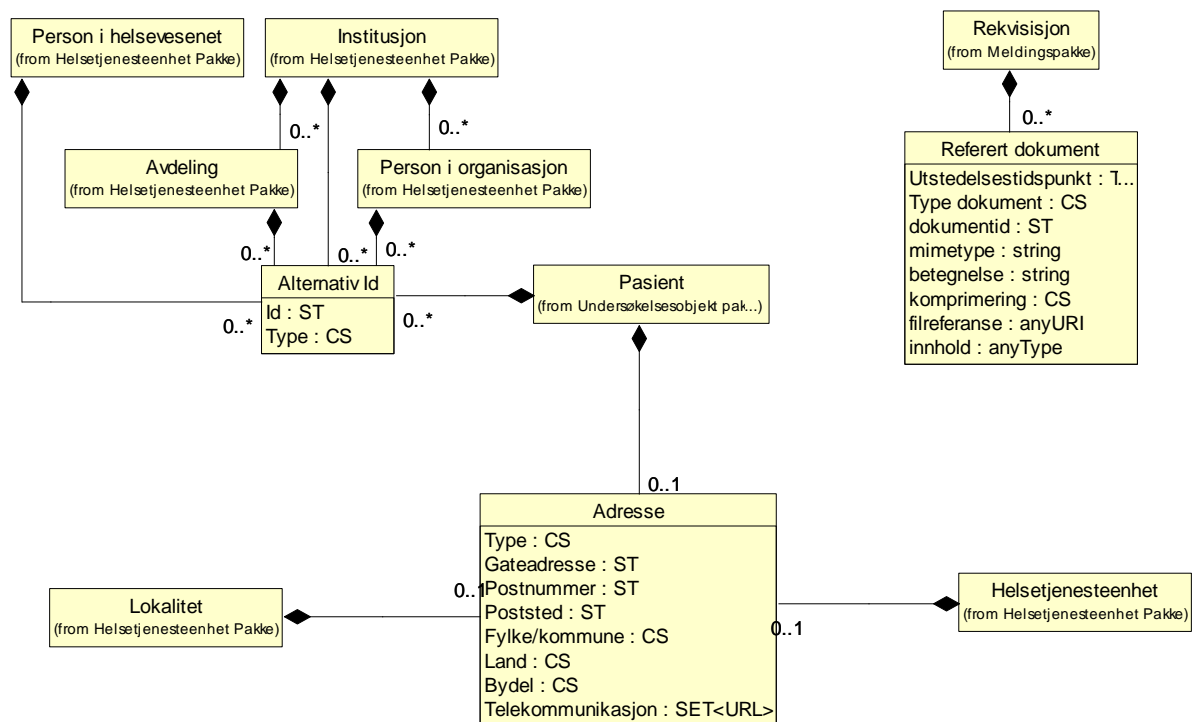 Person i helsevesenet
(from Helsetjenesteenhet Pakke)
Institusjon
(from Helsetjenesteenhet Pakke)
Rekvisisjon
(from Meldingspakke)
0..*
0..*
0..*
Avdeling
(from Helsetjenesteenhet Pakke)
Person i organisasjon
(from Helsetjenesteenhet Pakke)
Referert dokument
Utstedelsestidspunkt : T...
Type dokument : CS
dokumentid : ST
mimetype : string
betegnelse : string
komprimering : CS
filreferanse : anyURI
innhold : anyType
0..*
0..*
0..*
Alternativ Id
Id : ST
Type : CS
0..*
0..*
Pasient
(from Undersøkelsesobjekt pak...)
0..1
Adresse
Type : CS
Gateadresse : ST
Postnummer : ST
Poststed : ST
Fylke/kommune : CS
Land : CS
Bydel : CS
Telekommunikasjon : SET<URL>
0..1
Lokalitet
(from Helsetjenesteenhet Pakke)
0..1
Helsetjenesteenhet
(from Helsetjenesteenhet Pakke)